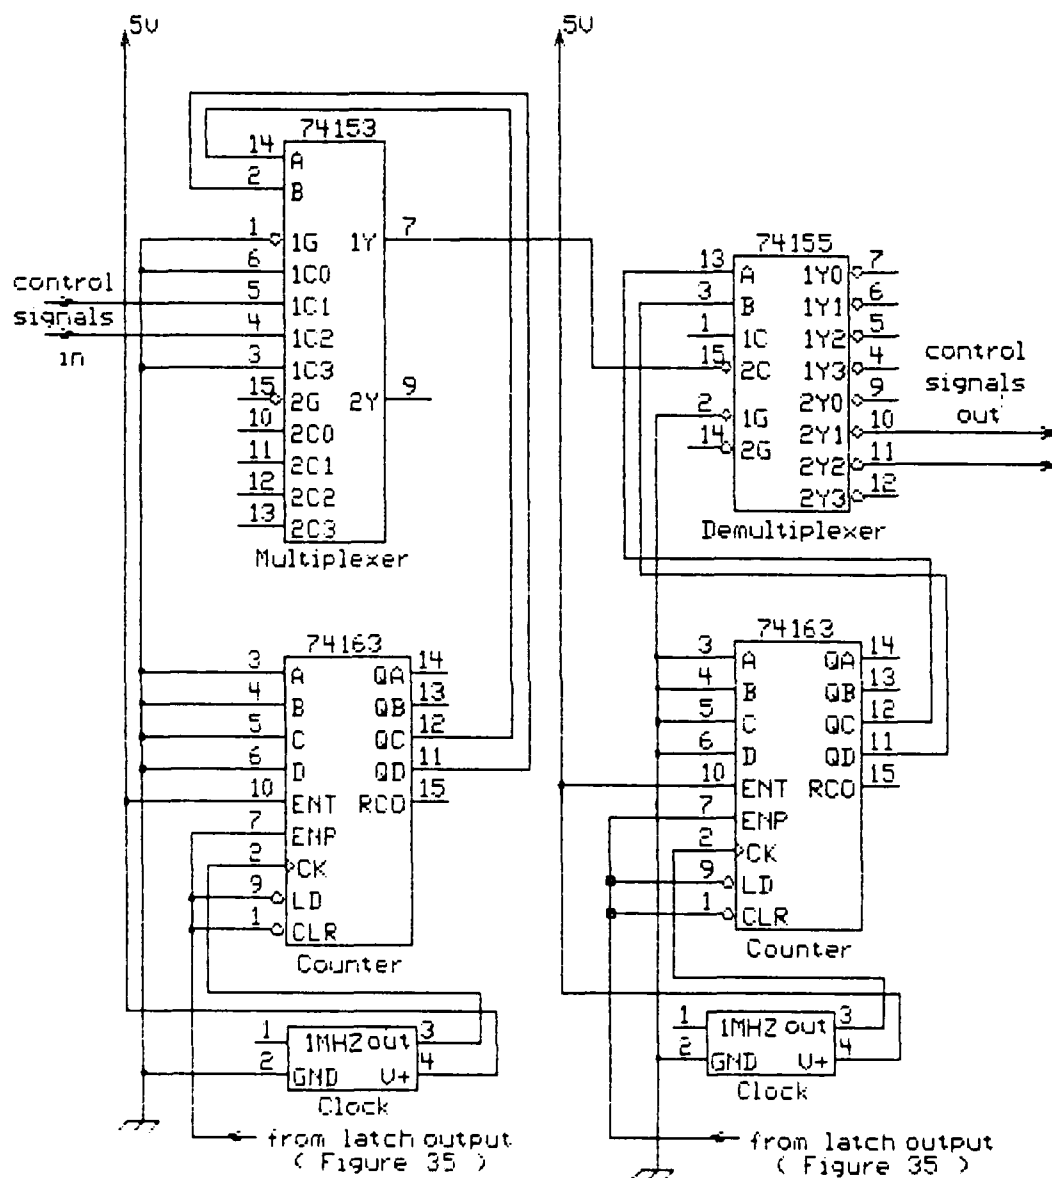 5V
5V
74153
14 A
2 B
1 1G 1Y 7
6 1C0
5 1C1
4 1C2
3 1C3
15 2G 2Y 9
10 2C0
11 2C1
12 2C2
13 2C3
Multiplexer
control
signals
in
74155
13 A 1Y0 7
3 B 1Y1 6
1 1C 1Y2 5
15 2C 1Y3 4
2Y0 9
2 1G 2Y1 10
14 2G 2Y2 11
2Y3 12
Demultiplexer
control
signals
out
74163
3 A QA 14
4 B QB 13
5 C QC 12
6 D QD 11
10 ENT RCO 15
7 ENP
2 CK
9 LD
1 CLR
Counter
74163
3 A QA 14
4 B QB 13
5 C QC 12
6 D QD 11
10 ENT RCO 15
7 ENP
2 CK
9 LD
1 CLR
Counter
1 1MHZ out 3
2 GND V+ 4
Clock
1 1MHZ out 3
2 GND V+ 4
Clock
from latch output
( Figure 35 )
from latch output
( Figure 35 )